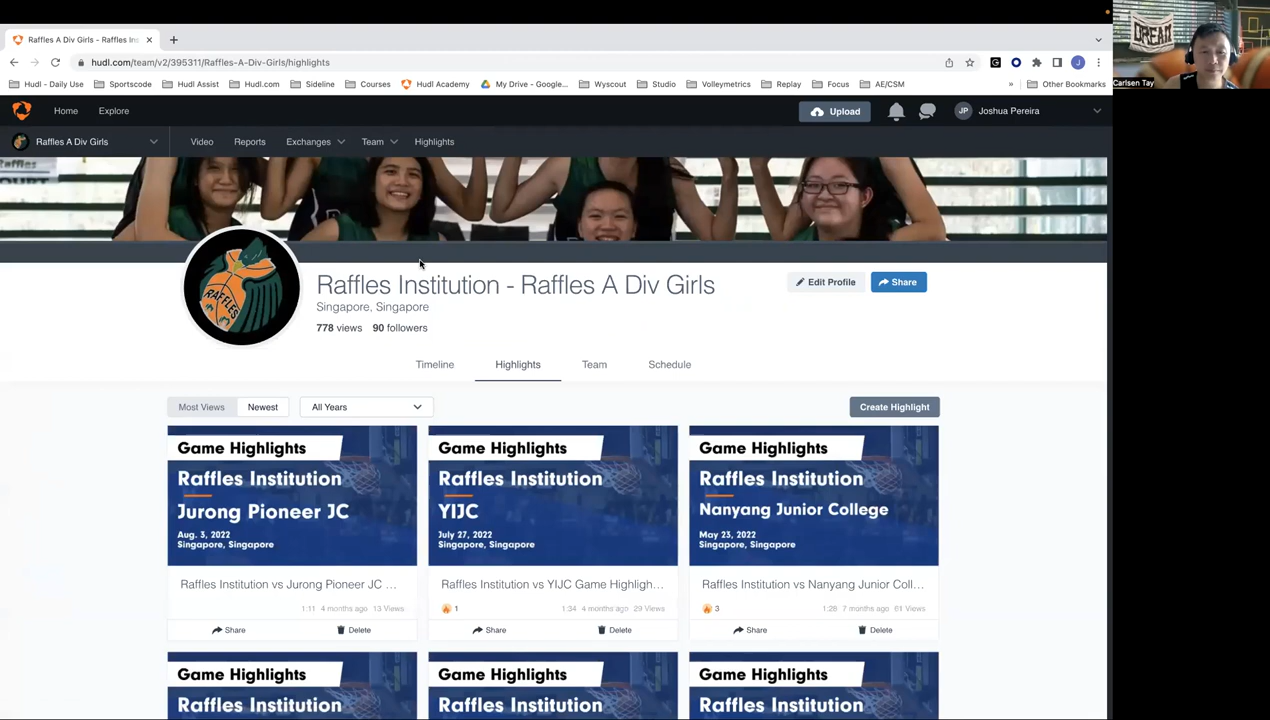 Raffles A Div Girls - Raffles Ins
hudl.com/team/v2/395311/Raffles-A-Div-Girls/highlights
Hudl - Daily Use Sportscode Hudl Assist Hudl.com Sideline Courses Hudl Academy My Drive - Google... Wyscout Studio Volleymetrics Replay Focus AE/CSM » Other Bookmarks
J
DREAD
Carlsen Tay
Home Explore Upload JP Joshua Pereira
Raffles A Div Girls Video Reports Exchanges Team Highlights
Raffles
RAFFLES
Raffles Institution - Raffles A Div Girls
Edit Profile Share
Singapore, Singapore
778 views 90 followers
Timeline Highlights Team Schedule
Most Views Newest All Years Create Highlight
Game Highlights
Raffles Institution
Jurong Pioneer JC
Aug. 3, 2022
Singapore, Singapore
Raffles Institution vs Jurong Pioneer JC ...
1:11 4 months ago 13 Views
Share Delete
Game Highlights
Raffles Institution
YIJC
July 27, 2022
Singapore, Singapore
Raffles Institution vs YIJC Game Highligh...
1 1:34 4 months ago 29 Views
Share Delete
Game Highlights
Raffles Institution
Nanyang Junior College
May 23, 2022
Singapore, Singapore
Raffles Institution vs Nanyang Junior Coll...
3 1:26 7 months ago 61 Views
Share Delete
Game Highlights
Raffles Institution
Game Highlights
Raffles Institution
Game Highlights
Raffles Institution